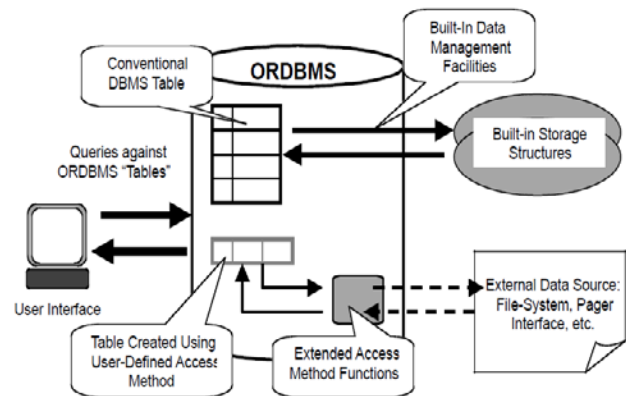 Built-In Data
Management
Facilities
Conventional
DBMS Table
ORDBMS
Built-in Storage
Structures
Queries against
ORDBMS “Tables”
User Interface
External Data Source:
File-System, Pager
Interface, etc.
Table Created Using
User-Defined Access
Method
Extended Access
Method Functions